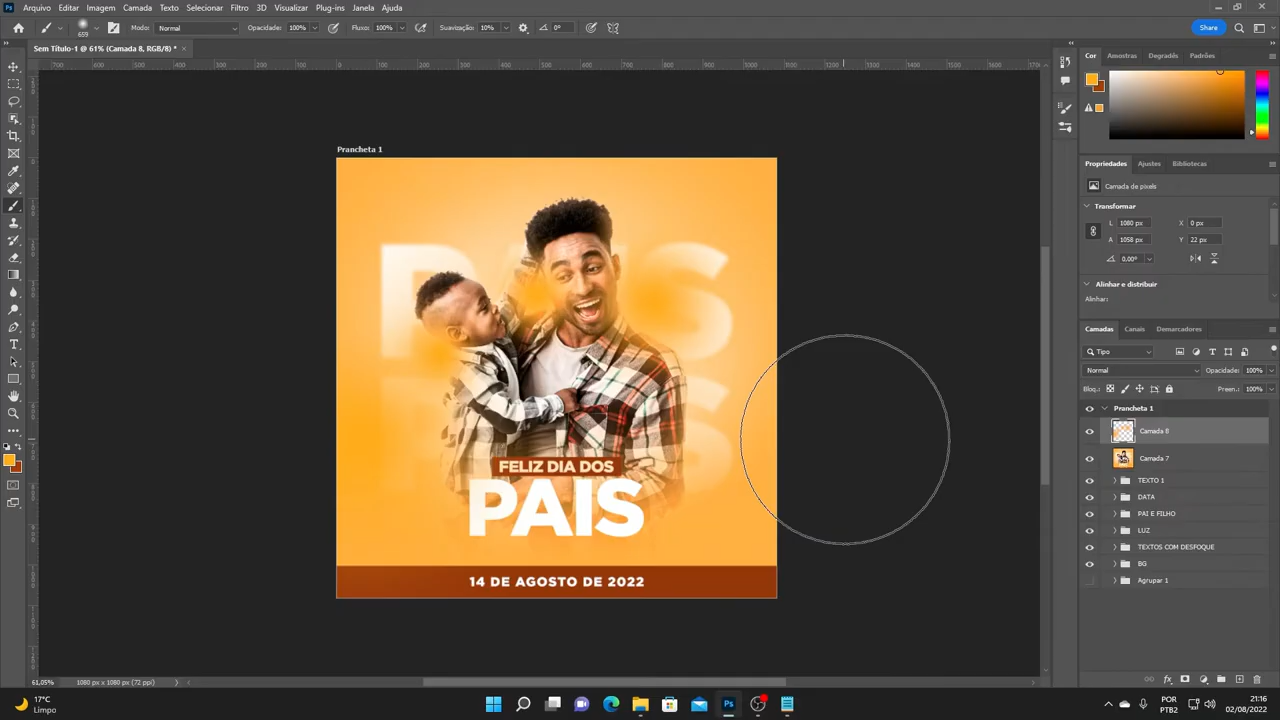 Arquivo Editar Imagem Camada Texto Selecionar Filtro 3D Visualizar Plug-ins Janela Ajuda
659 Modo: Normal Opacidade: 100% Fluxo: 100% Suavização: 10% 0° Share
Sem Título-1 @ 61% (Camada 8, RGB/8) * ×
Cor Amostras Degradês Padrões
Prancheta 1
Propriedades Ajustes Bibliotecas
Camada de pixels
Transformar
L 1080 px X 0 px
A 1058 px Y 22 px
0,00°
Alinhar e distribuir
Alinhar:
Camadas Canais Demarcadores
Tipo
Normal Opacidade: 100%
Bloq.: Preen.: 100%
Prancheta 1
Camada 8
Camada 7
TEXTO 1
DATA
PAI E FILHO
LUZ
TEXTOS COM DESFOQUE
BG
Agrupar 1
PAIS
FELIZ DIA DOS
PAIS
14 DE AGOSTO DE 2022
61,05% 1080 px x 1080 px (72 ppi)
17°C
Limpo
POR
PTB2
21:16
02/08/2022